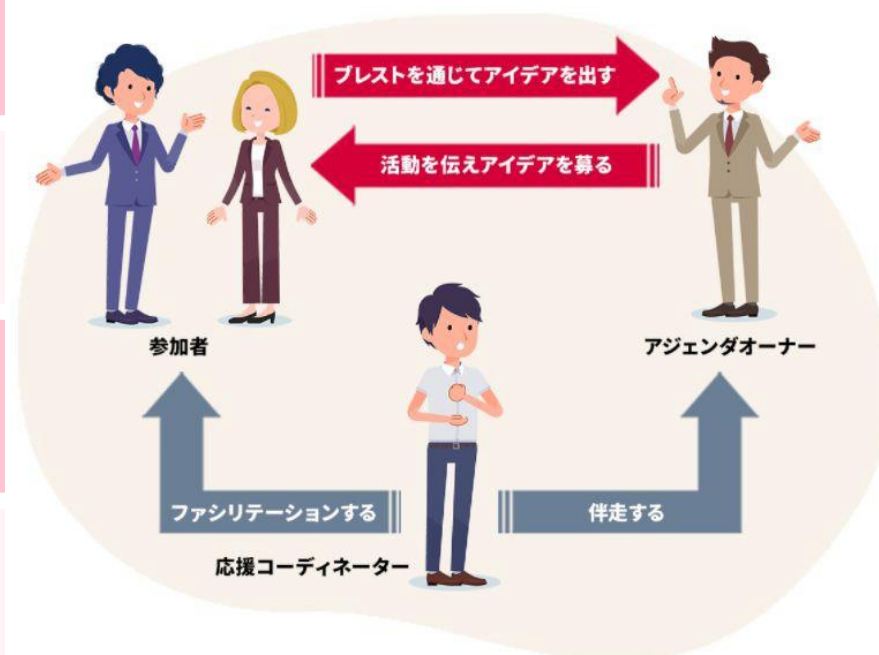 ブレストを通じてアイデアを出す
活動を伝えアイデアを募る
参加者
アジェンダオーナー
ファシリテーションする
伴走する
応援コーディネーター